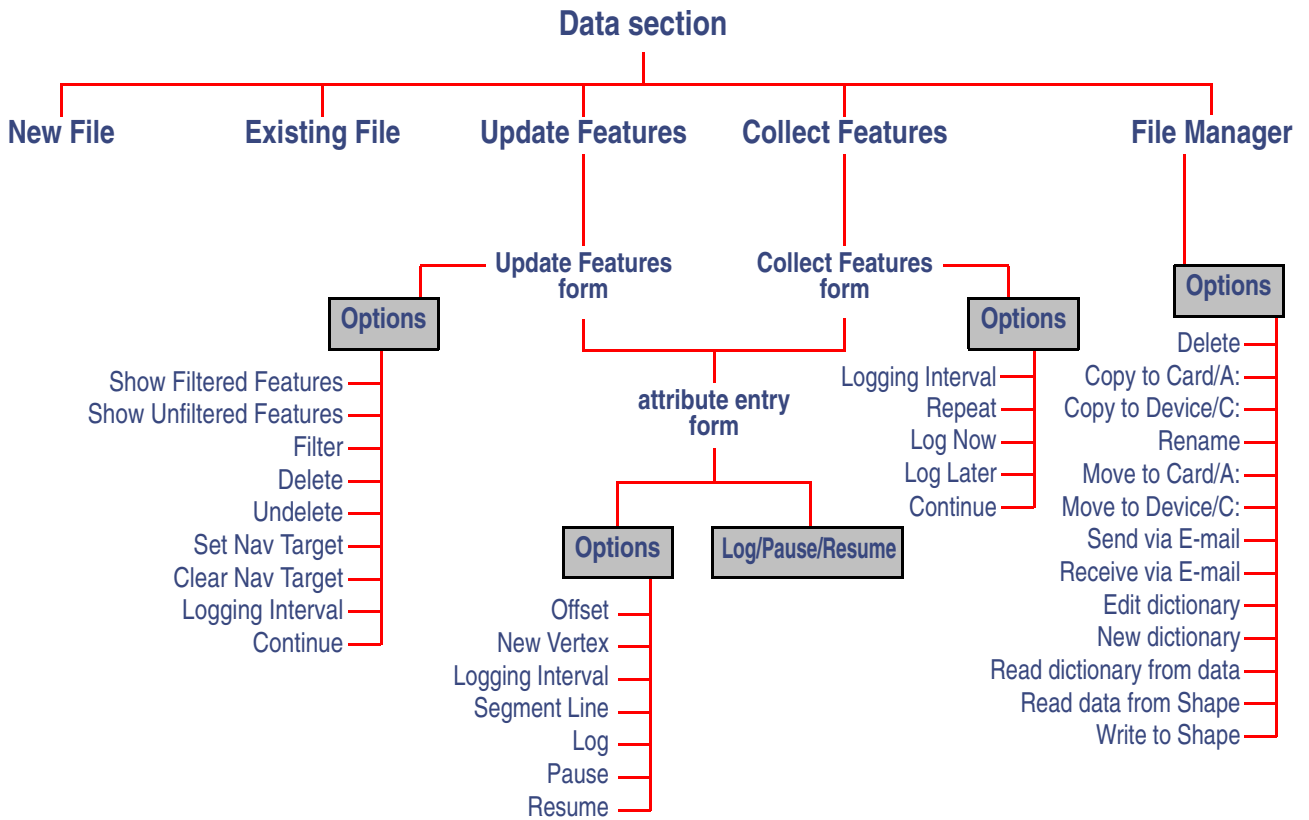 Data section
New File
Existing File
Update Features
Collect Features
File Manager
Update Features
form
Options
Show Filtered Features
Show Unfiltered Features
Filter
Delete
Undelete
Set Nav Target
Clear Nav Target
Logging Interval
Continue
Collect Features
form
Options
Logging Interval
Repeat
Log Now
Log Later
Continue
attribute entry
form
Options
Offset
New Vertex
Logging Interval
Segment Line
Log
Pause
Resume
Log/Pause/Resume
Options
Delete
Copy to Card/A:
Copy to Device/C:
Rename
Move to Card/A:
Move to Device/C:
Send via E-mail
Receive via E-mail
Edit dictionary
New dictionary
Read dictionary from data
Read data from Shape
Write to Shape